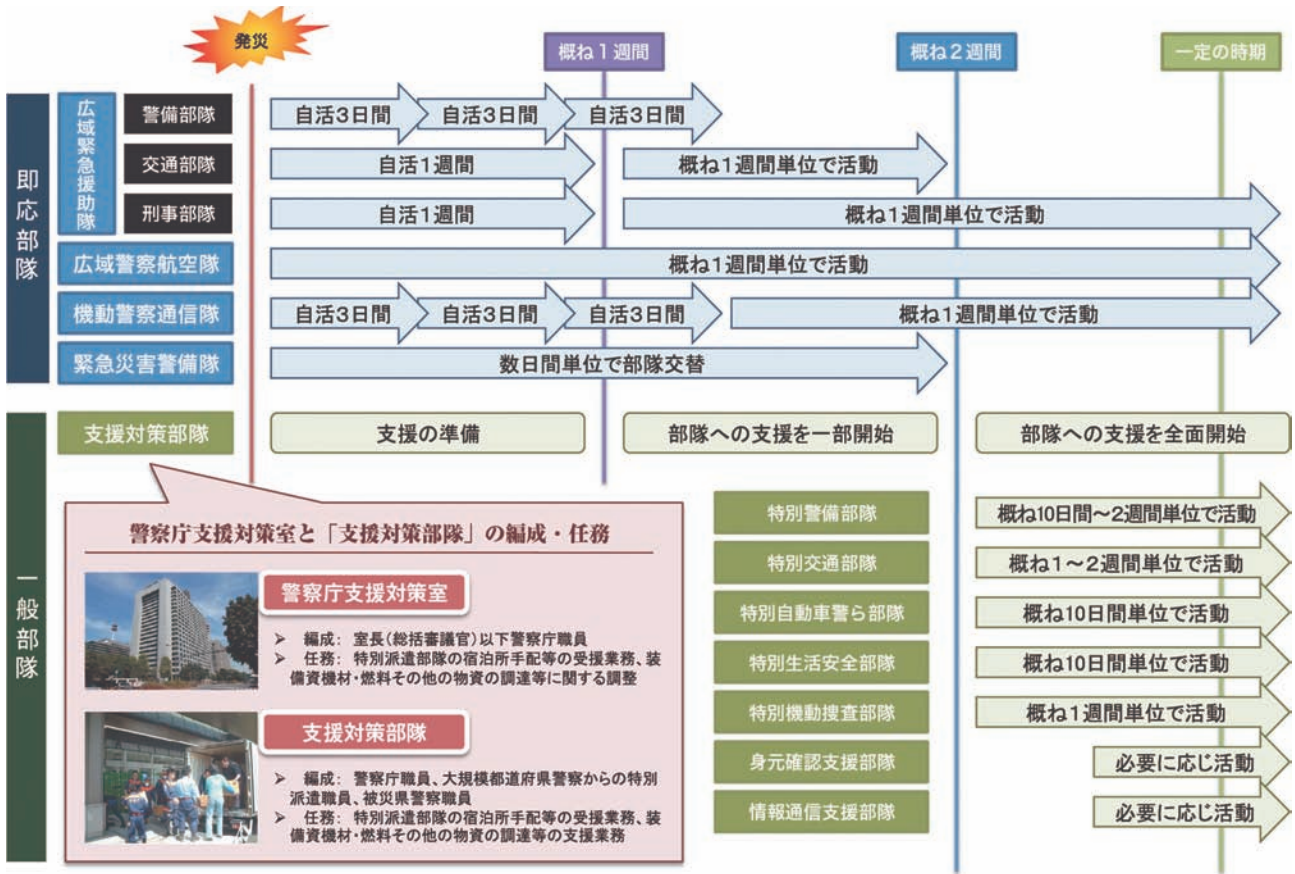 発災
概ね1週間
概ね2週間
一定の時期
即応部隊
広域緊急援助隊
警備部隊
自活3日間
自活3日間
自活3日間
交通部隊
自活1週間
概ね1週間単位で活動
刑事部隊
自活1週間
概ね1週間単位で活動
広域警察航空隊
概ね1週間単位で活動
機動警察通信隊
自活3日間
自活3日間
自活3日間
概ね1週間単位で活動
緊急災害警備隊
数日間単位で部隊交替
一般部隊
支援対策部隊
支援の準備
部隊への支援を一部開始
部隊への支援を全面開始
警察庁支援対策室と「支援対策部隊」の編成・任務
警察庁支援対策室
➢ 編成: 室長(総括審議官)以下警察庁職員
➢ 任務: 特別派遣部隊の宿泊所手配等の受援業務、装
備資機材・燃料その他の物資の調達等に関する調整
支援対策部隊
➢ 編成: 警察庁職員、大規模都道府県警察からの特別
派遣職員、被災県警察職員
➢ 任務: 特別派遣部隊の宿泊所手配等の受援業務、装
備資機材・燃料その他の物資の調達等の支援業務
特別警備部隊
概ね10日間〜2週間単位で活動
特別交通部隊
概ね1〜2週間単位で活動
特別自動車警ら部隊
概ね10日間単位で活動
特別生活安全部隊
概ね10日間単位で活動
特別機動捜査部隊
概ね1週間単位で活動
身元確認支援部隊
必要に応じ活動
情報通信支援部隊
必要に応じ活動